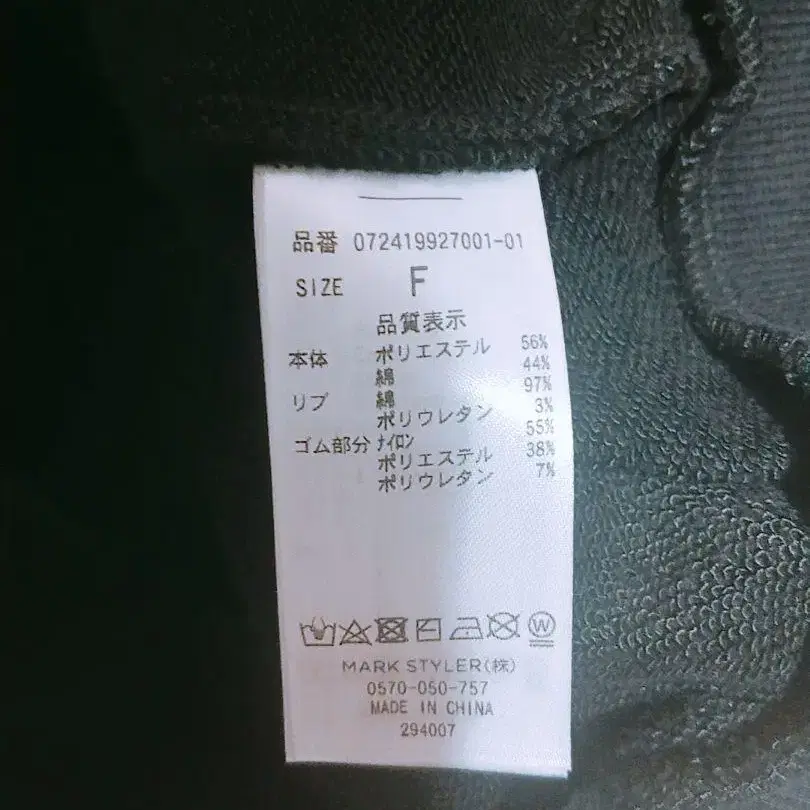 品番 072419927001-01
SIZE F
品質表示
本体 ポリエステル 56%
綿 44%
リブ 綿 97%
ポリウレタン 3%
ゴム部分 ナイロン 55%
ポリエステル 38%
ポリウレタン 7%
W
MARK STYLER(株)
0570-050-757
MADE IN CHINA
294007